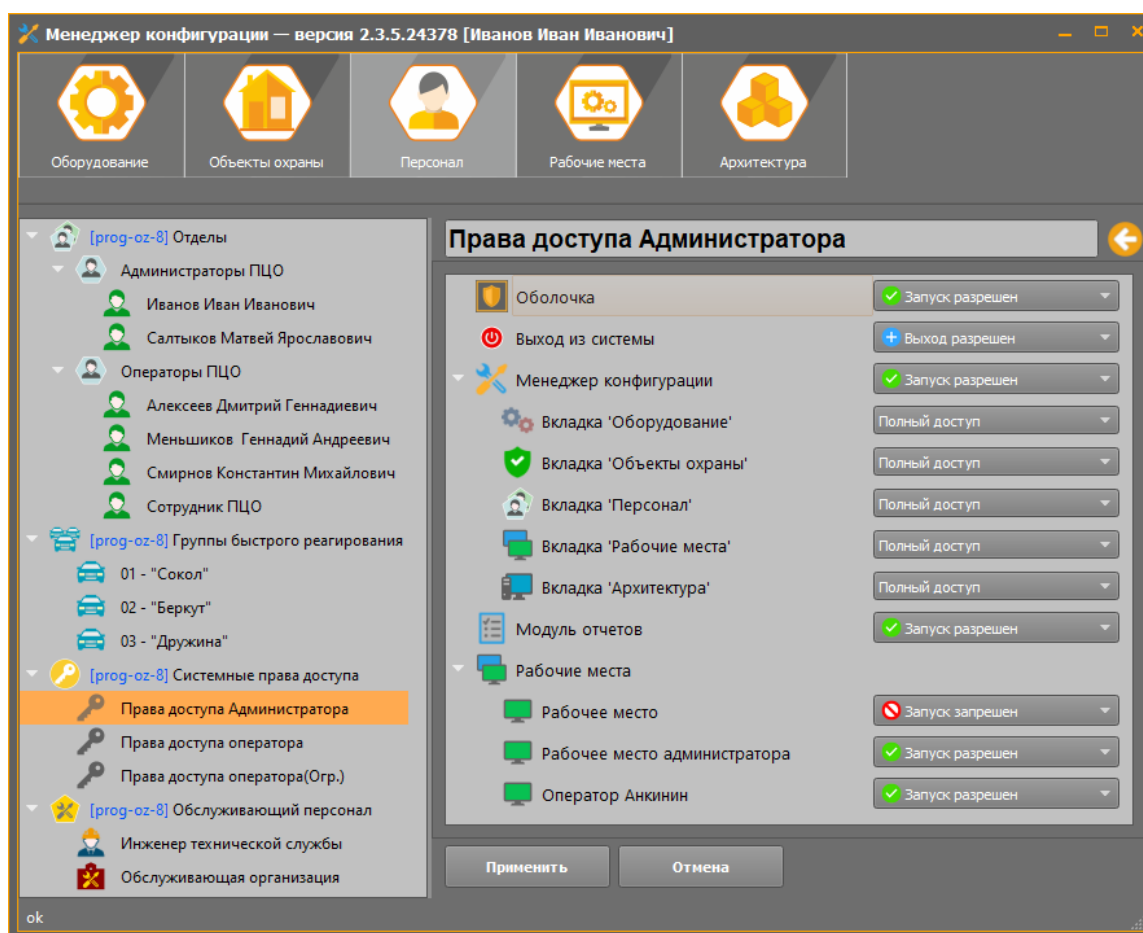 Менеджер конфигурации — версия 2.3.5.24378 [Иванов Иван Иванович]
Оборудование
Объекты охраны
Персонал
Рабочие места
Архитектура
[prog-oz-8] Отделы
Администраторы ПЦО
Иванов Иван Иванович
Салтыков Матвей Ярославович
Операторы ПЦО
Алексеев Дмитрий Геннадиевич
Меньшиков Геннадий Андреевич
Смирнов Константин Михайлович
Сотрудник ПЦО
[prog-oz-8] Группы быстрого реагирования
01 - "Сокол"
02 - "Беркут"
03 - "Дружина"
[prog-oz-8] Системные права доступа
Права доступа Администратора
Права доступа оператора
Права доступа оператора(Огр.)
[prog-oz-8] Обслуживающий персонал
Инженер технической службы
Обслуживающая организация
Права доступа Администратора
Оболочка Запуск разрешен
Выход из системы Выход разрешен
Менеджер конфигурации Запуск разрешен
Вкладка 'Оборудование' Полный доступ
Вкладка 'Объекты охраны' Полный доступ
Вкладка 'Персонал' Полный доступ
Вкладка 'Рабочие места' Полный доступ
Вкладка 'Архитектура' Полный доступ
Модуль отчетов Запуск разрешен
Рабочие места
Рабочее место Запуск запрешен
Рабочее место администратора Запуск разрешен
Оператор Анкинин Запуск разрешен
Применить Отмена
ok